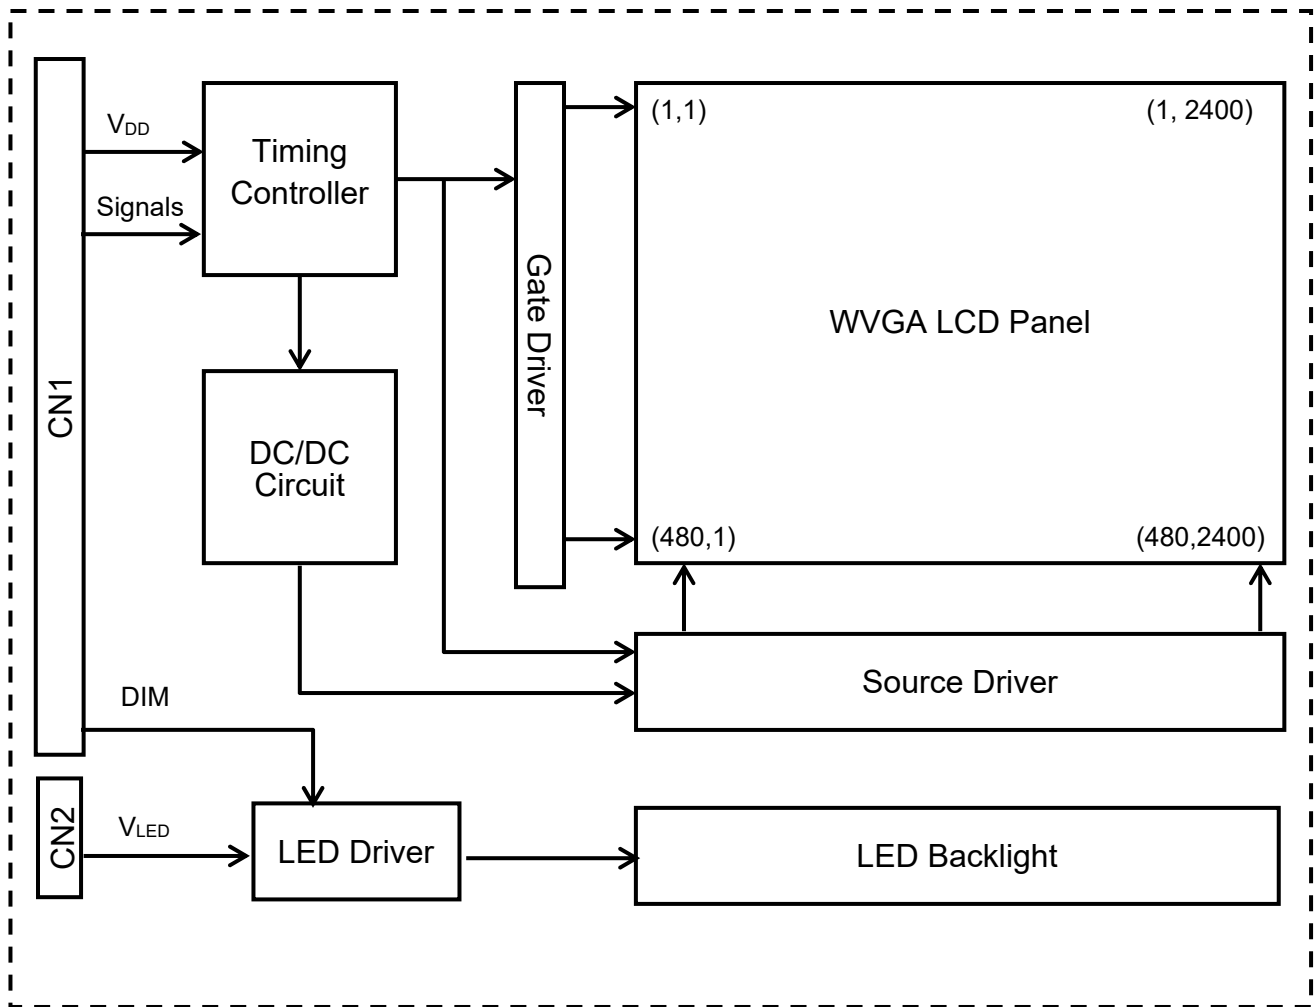 CN1
VDD
Signals
Timing
Controller
DC/DC
Circuit
Gate Driver
(1,1)
(1, 2400)
WVGA LCD Panel
(480,1)
(480,2400)
Source Driver
DIM
CN2
VLED
LED Driver
LED Backlight